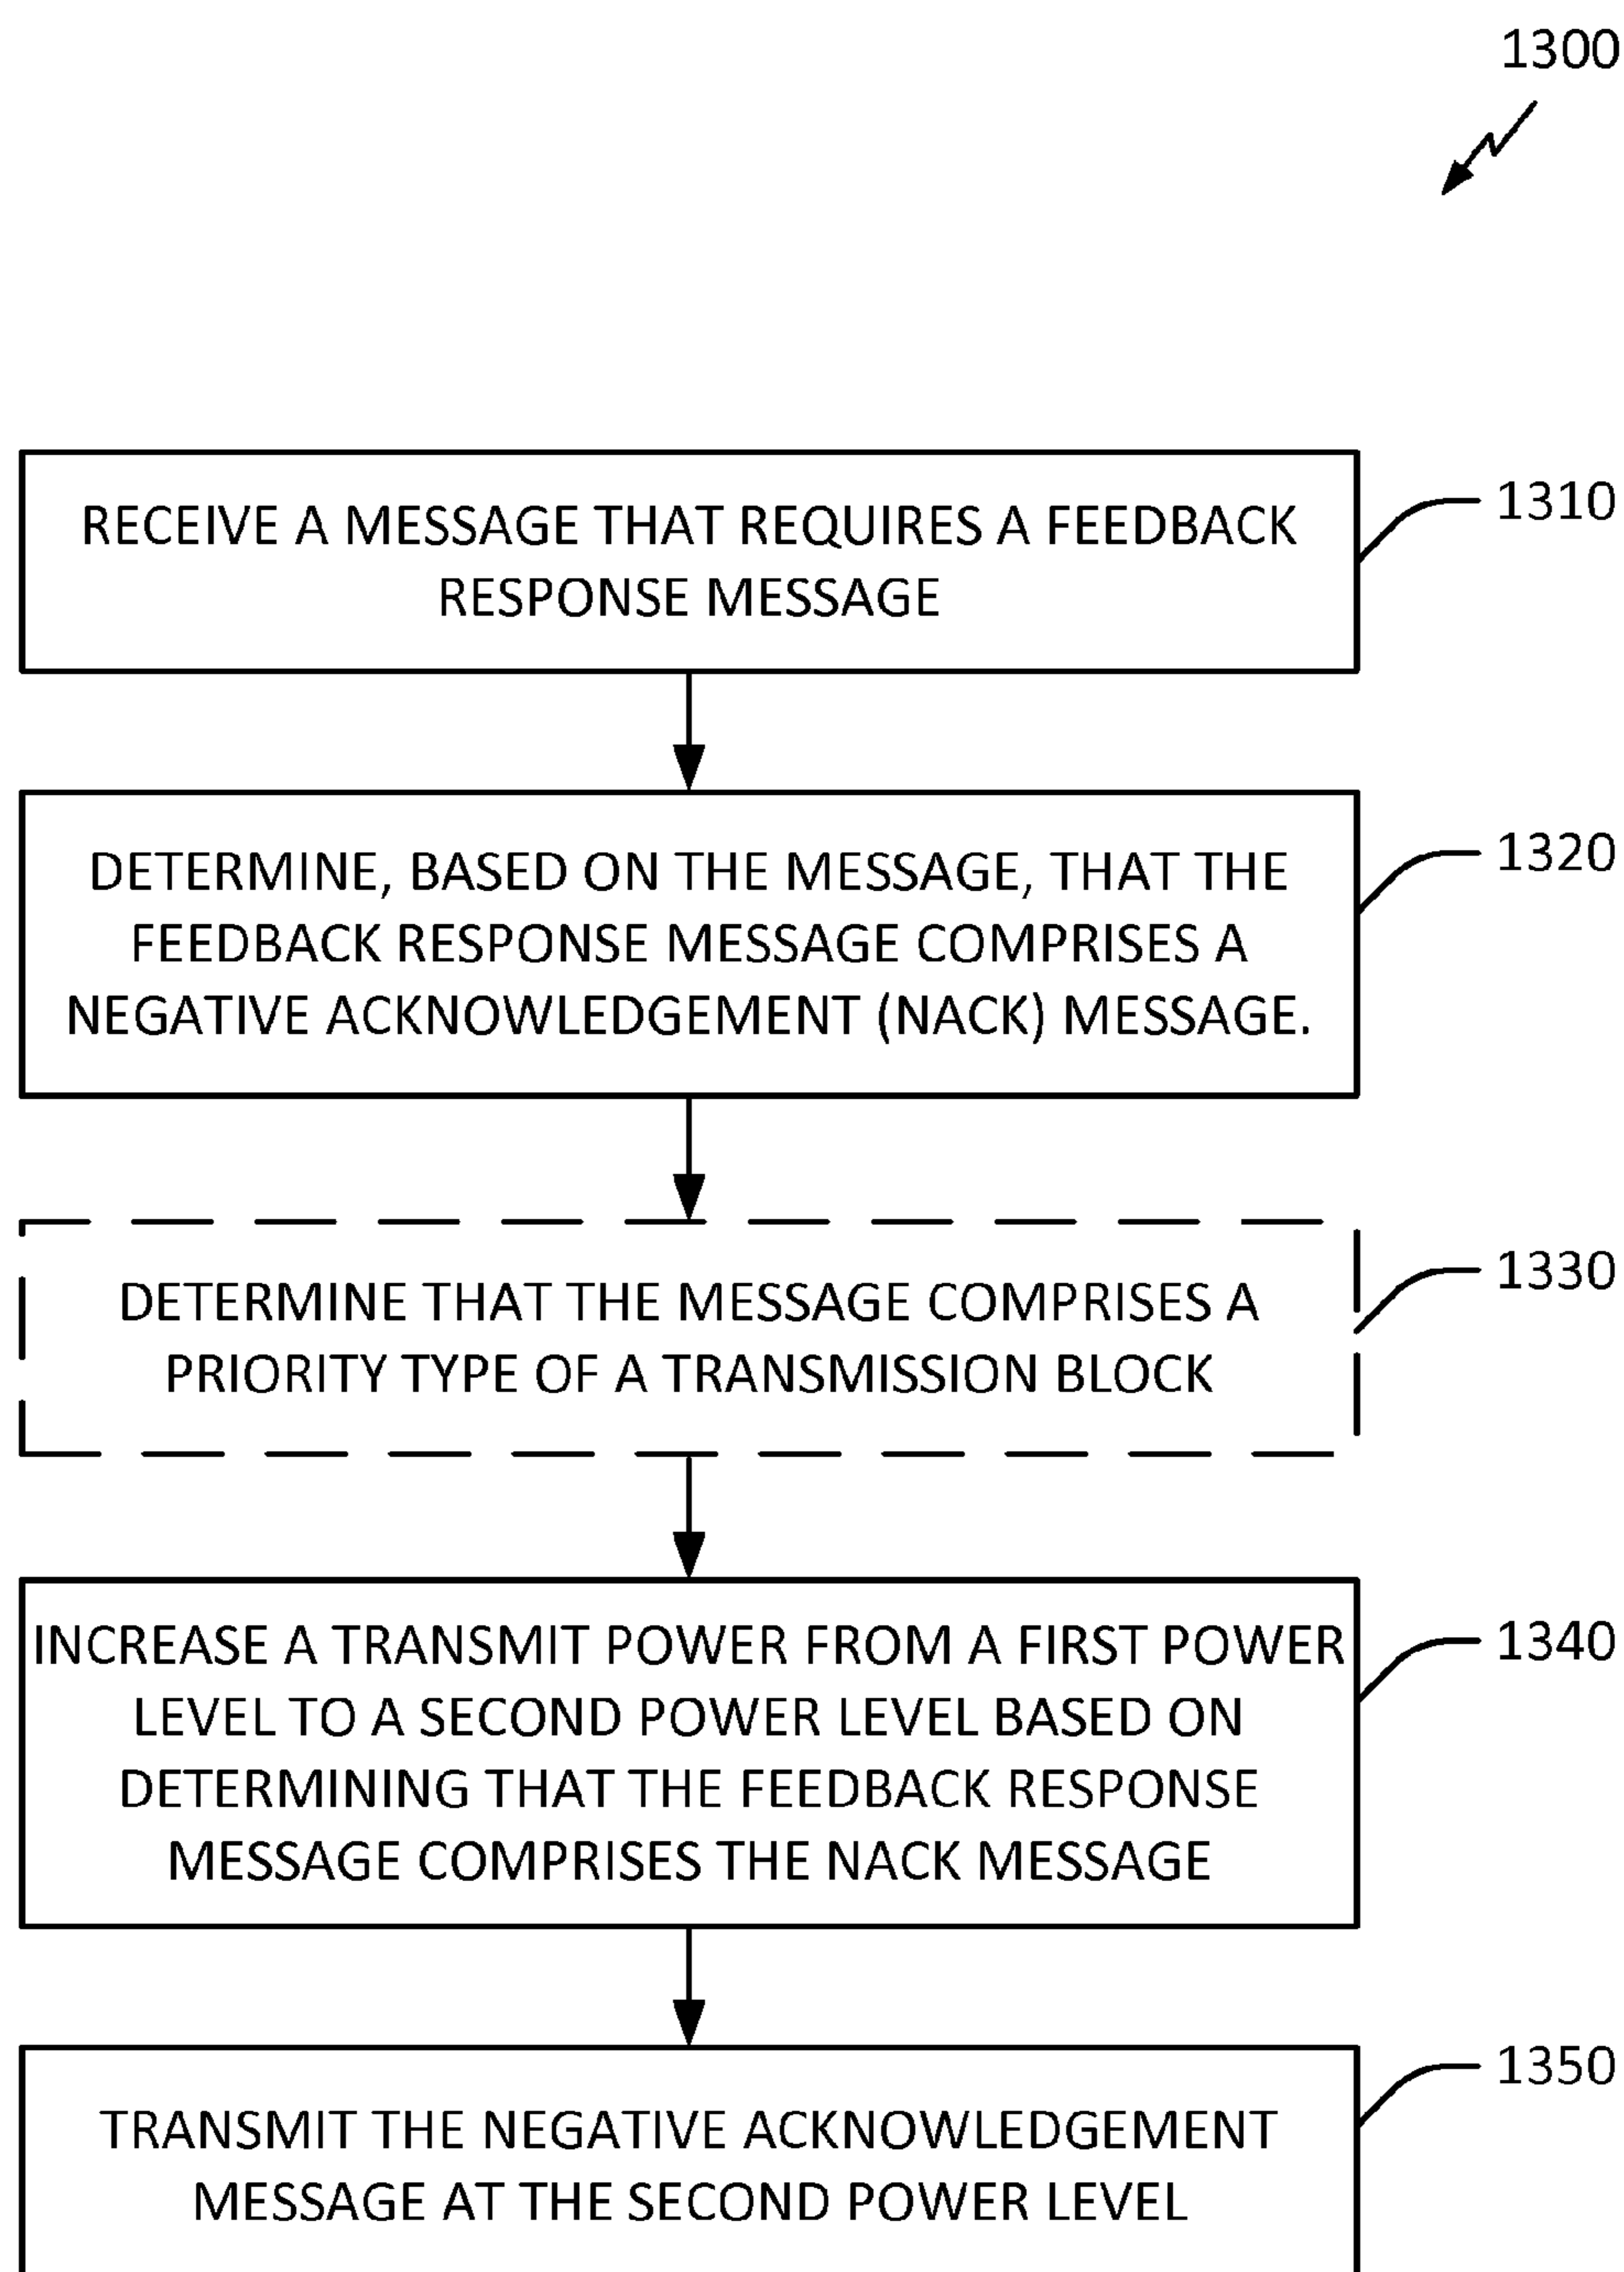 1300
RECEIVE A MESSAGE THAT REQUIRES A FEEDBACK
RESPONSE MESSAGE
1310
DETERMINE, BASED ON THE MESSAGE, THAT THE
FEEDBACK RESPONSE MESSAGE COMPRISES A
NEGATIVE ACKNOWLEDGEMENT (NACK) MESSAGE.
1320
DETERMINE THAT THE MESSAGE COMPRISES A
PRIORITY TYPE OF A TRANSMISSION BLOCK
1330
INCREASE A TRANSMIT POWER FROM A FIRST POWER
LEVEL TO A SECOND POWER LEVEL BASED ON
DETERMINING THAT THE FEEDBACK RESPONSE
MESSAGE COMPRISES THE NACK MESSAGE
1340
TRANSMIT THE NEGATIVE ACKNOWLEDGEMENT
MESSAGE AT THE SECOND POWER LEVEL
1350